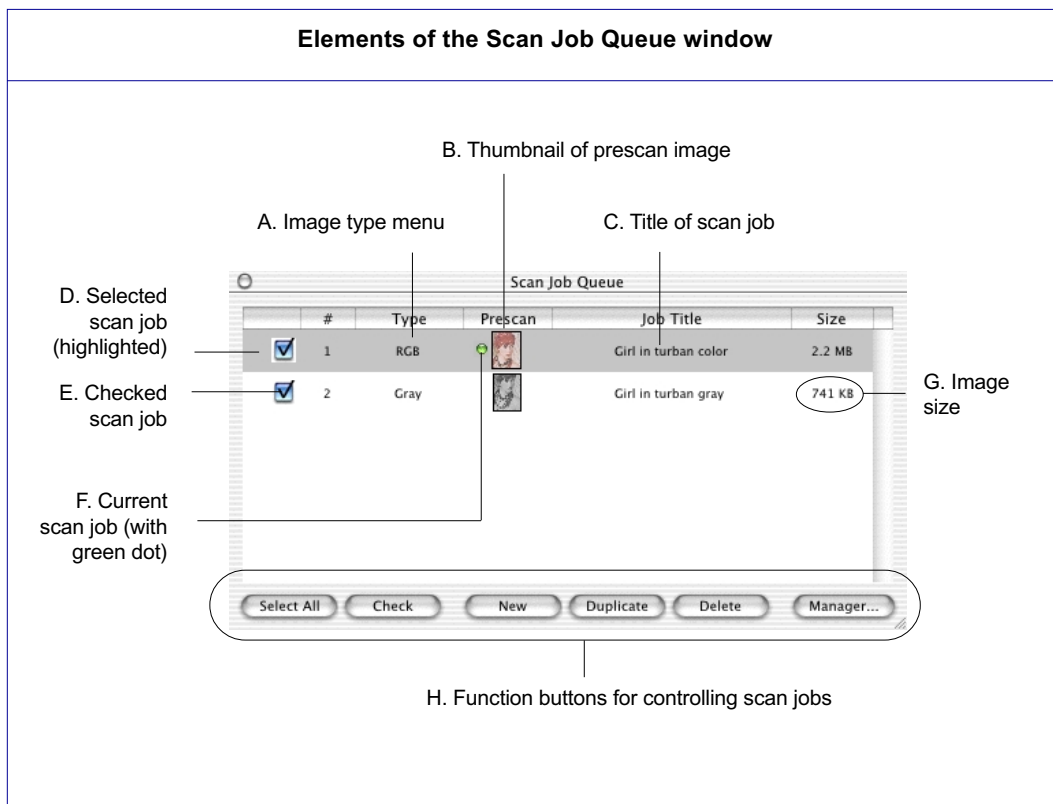 Elements of the Scan Job Queue window
B. Thumbnail of prescan image
A. Image type menu
C. Title of scan job
D. Selected
scan job
(highlighted)
E. Checked
scan job
F. Current
scan job (with
green dot)
Scan Job Queue
# Type Prescan Job Title Size
1 RGB Girl in turban color 2.2 MB
2 Gray Girl in turban gray 741 KB
G. Image
size
Select All Check New Duplicate Delete Manager...
H. Function buttons for controlling scan jobs